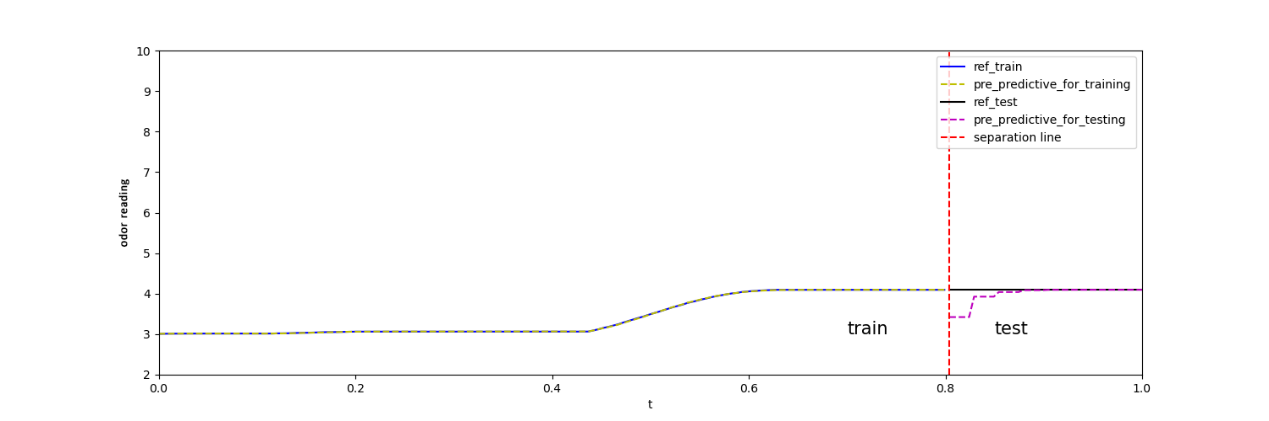 10
9
8
7
6
5
4
3
2
odor reading
0.0 0.2 0.4 0.6 0.8 1.0
t
ref_train
pre_predictive_for_training
ref_test
pre_predictive_for_testing
separation line
train test